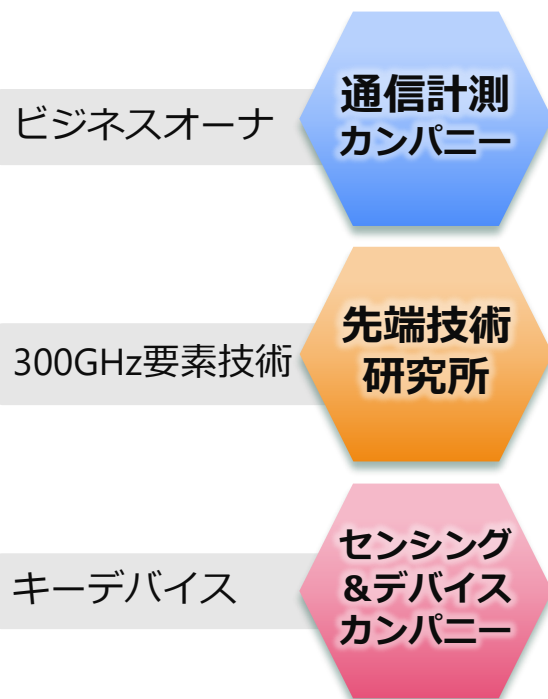 ビジネスオーナ
通信計測
カンパニー
300GHz要素技術
先端技術
研究所
キーデバイス
センシング
&デバイス
カンパニー